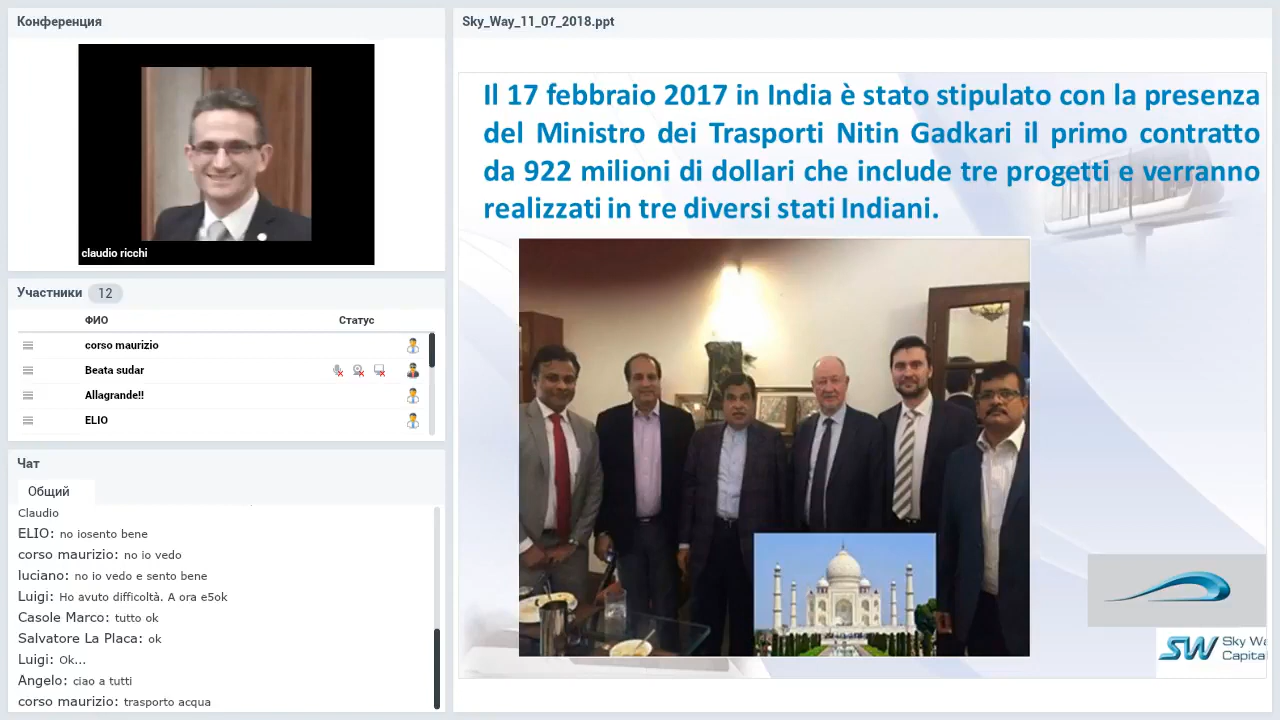 Конференция
claudio ricchi
Участники 12
ФИО Статус
corso maurizio
Beata sudar
Allagrande!!
ELIO
Чат
Общий
Claudio
ELIO: no iosento bene
corso maurizio: no io vedo
luciano: no io vedo e sento bene
Luigi: Ho avuto difficoltà. A ora e5ok
Casole Marco: tutto ok
Salvatore La Placa: ok
Luigi: Ok...
Angelo: ciao a tutti
corso maurizio: trasporto acqua
Sky_Way_11_07_2018.ppt
Il 17 febbraio 2017 in India è stato stipulato con la presenza
del Ministro dei Trasporti Nitin Gadkari il primo contratto
da 922 milioni di dollari che include tre progetti e verranno
realizzati in tre diversi stati Indiani.
SW Sky Wa
Capital